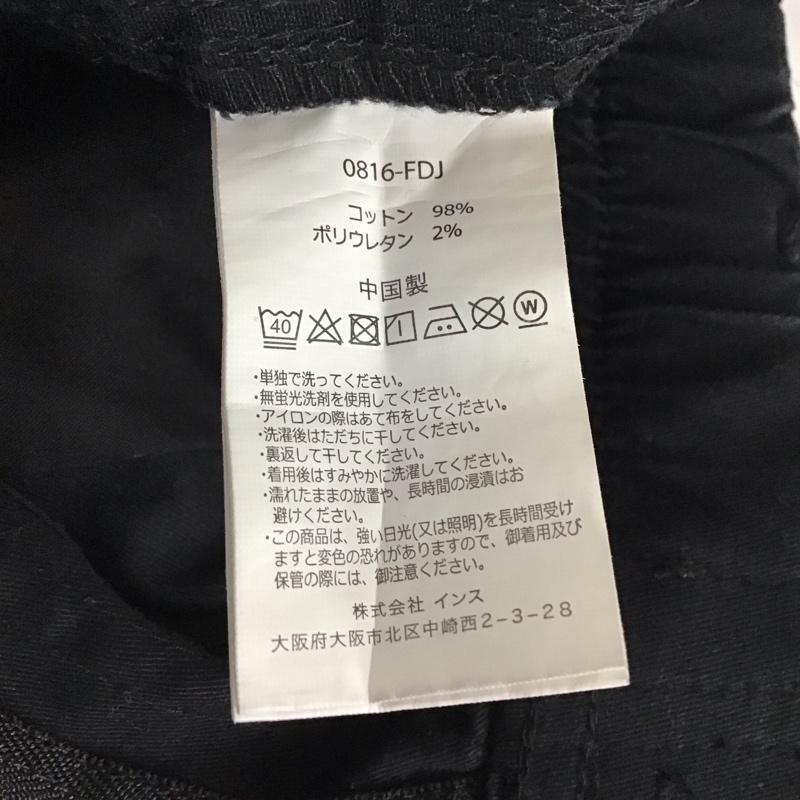 0816-FDJ
コットン 98%
ポリウレタン 2%
中国製
40 W
・単独で洗ってください。
・無蛍光洗剤を使用してください。
・アイロンの際はあて布をしてください。
・洗濯後はただちに干してください。
・裏返して干してください。
・着用後はすみやかに洗濯してください。
・濡れたままの放置や、長時間の浸漬はお
避けください。
・この商品は、強い日光(又は照明)を長時間受け
ますと変色の恐れがありますので、御着用及び
保管の際には、御注意ください。
株式会社 インス
大阪府大阪市北区中崎西2-3-28